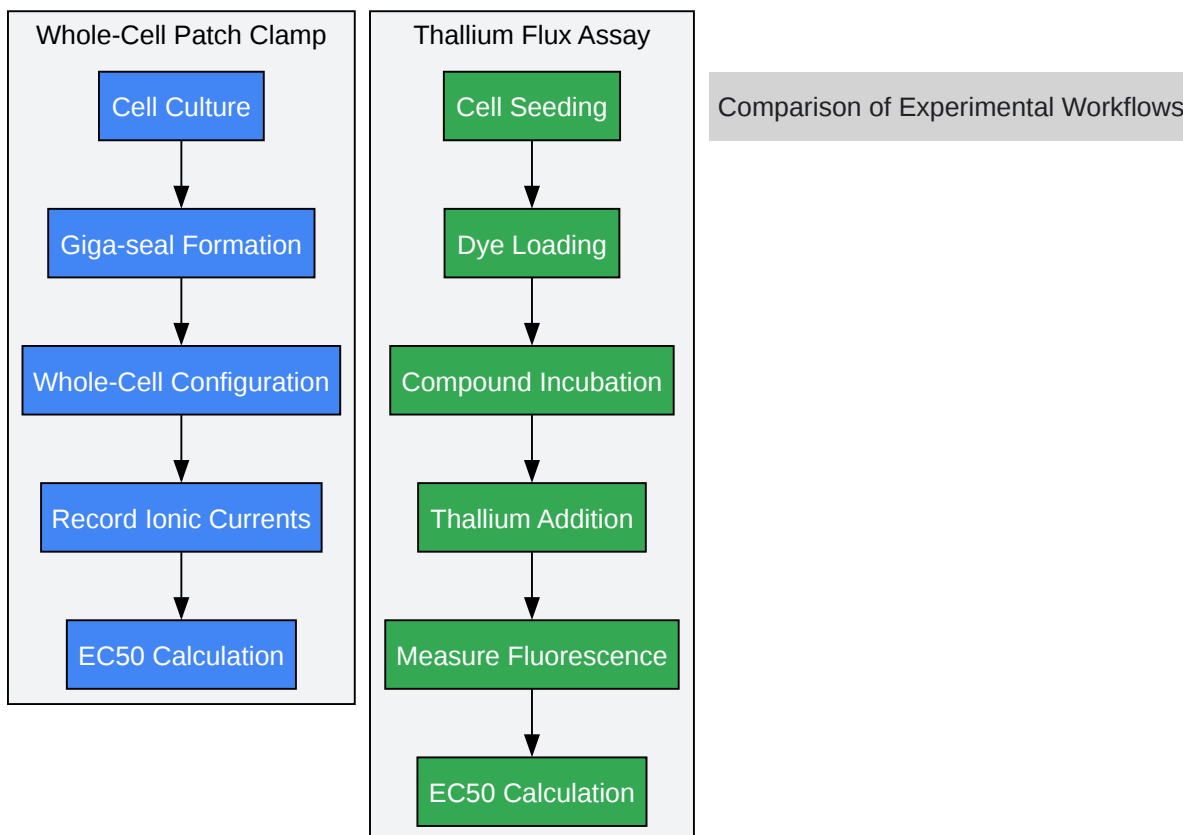 Whole-Cell Patch Clamp
Cell Culture
Giga-seal Formation
Whole-Cell Configuration
Record Ionic Currents
EC50 Calculation
Thallium Flux Assay
Cell Seeding
Dye Loading
Compound Incubation
Thallium Addition
Measure Fluorescence
EC50 Calculation
Comparison of Experimental Workflows